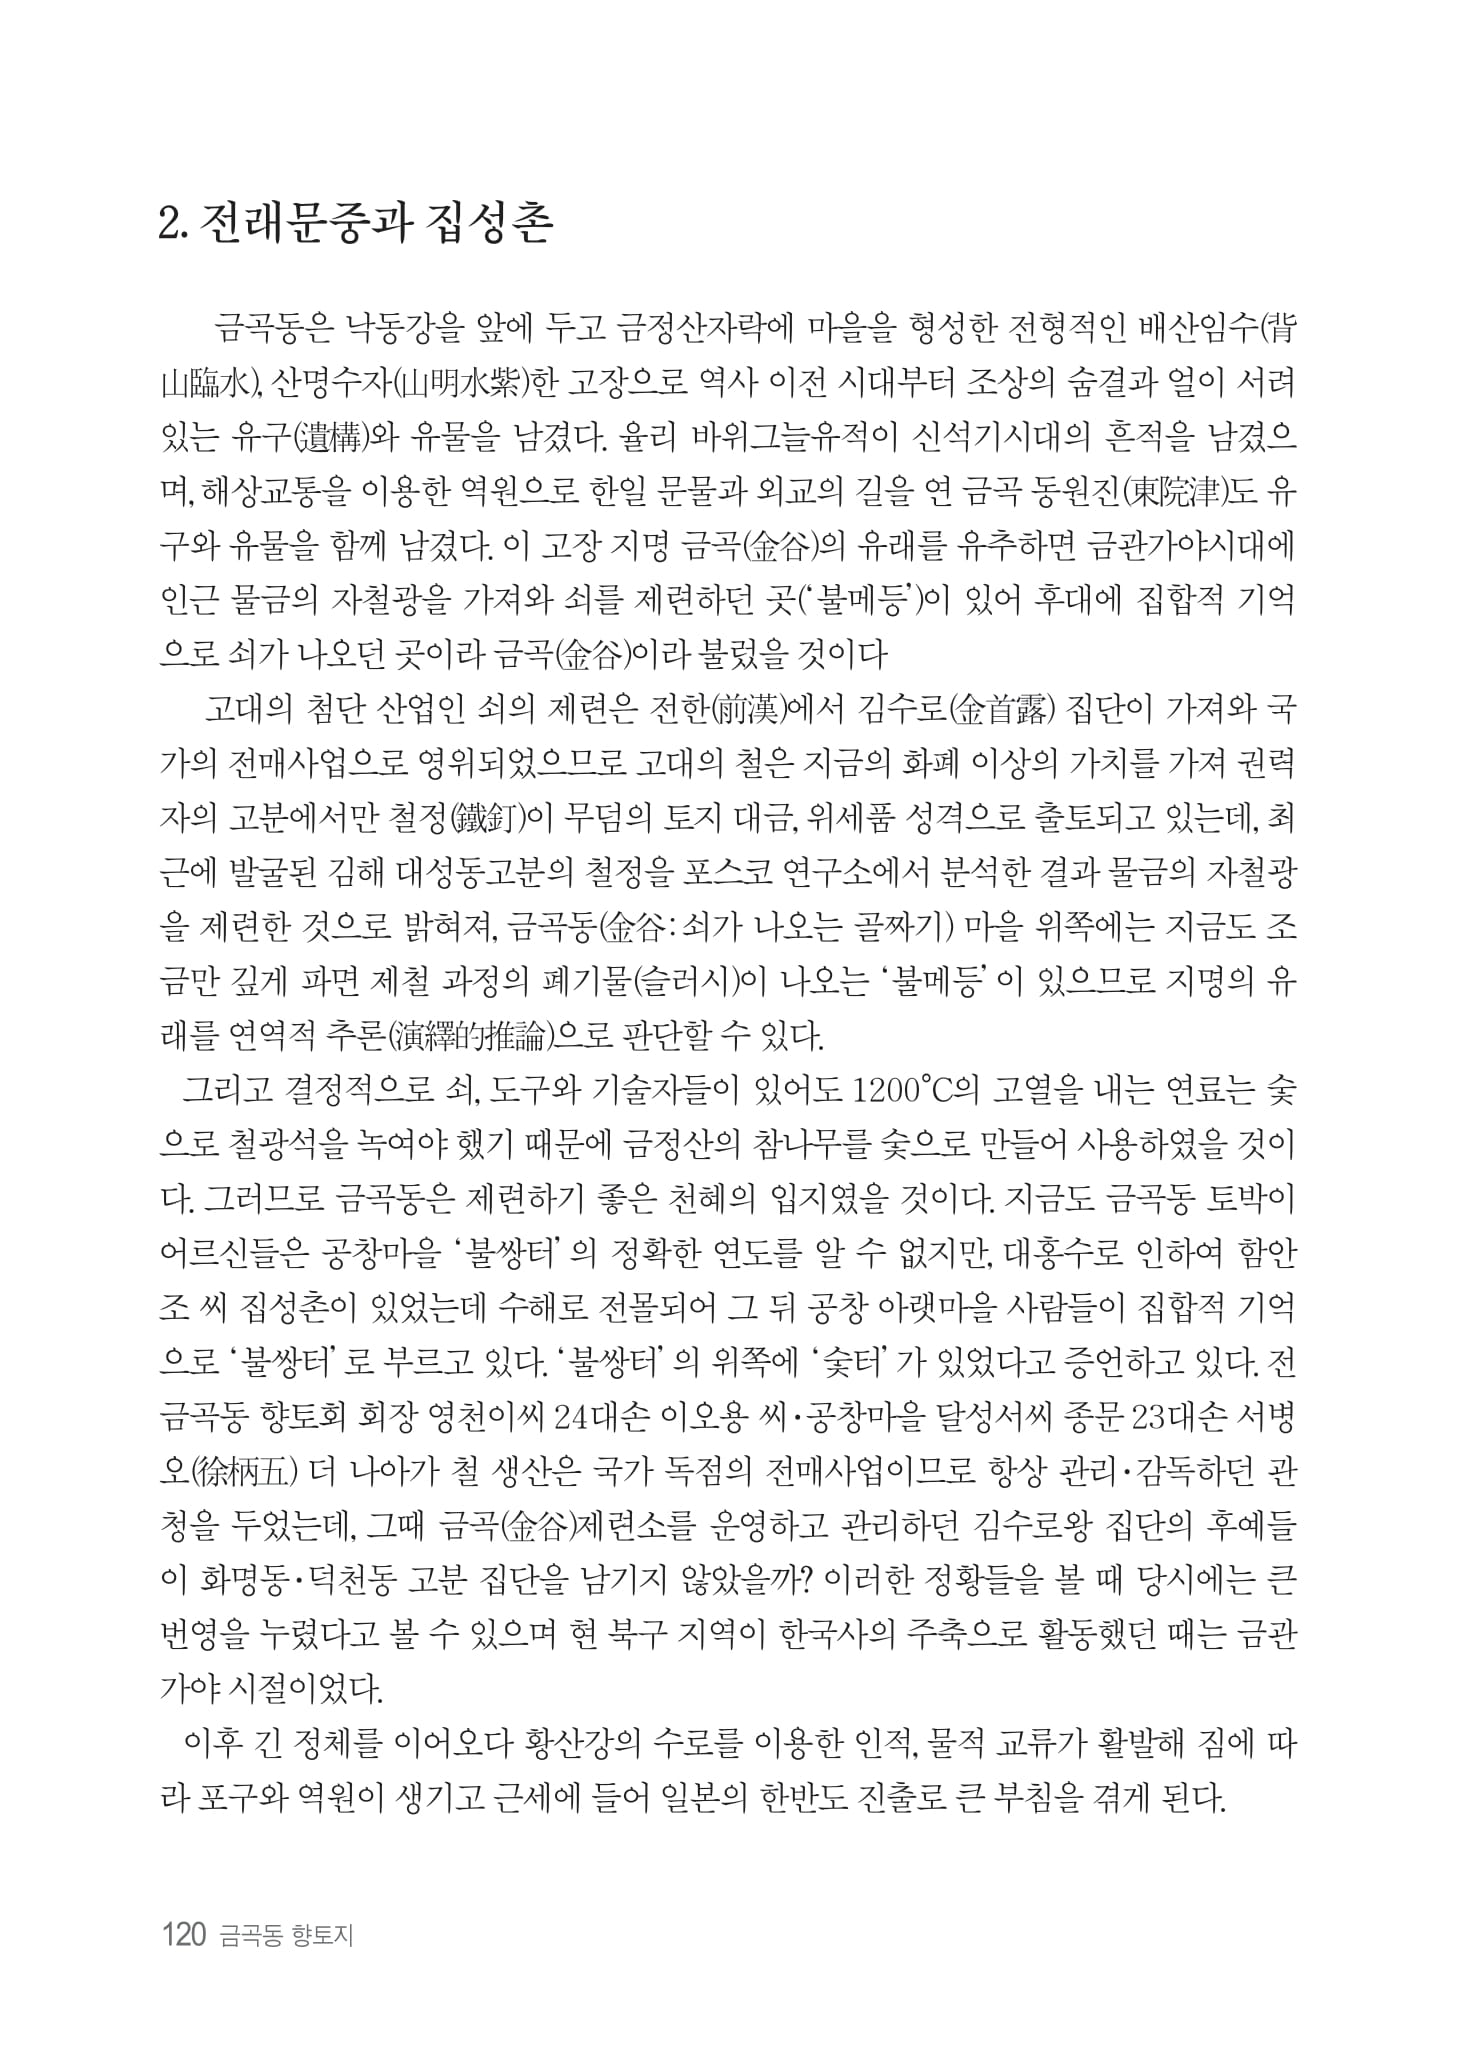 2. 전래문중과 집성촌
금곡동은 낙동강을 앞에 두고 금정산자락에 마을을 형성한 전형적인 배산임수(背
山臨水), 산명수자(山明水紫)한 고장으로 역사 이전 시대부터 조상의 숨결과 얼이 서려
있는 유구(遺構)와 유물을 남겼다. 율리 바위그늘유적이 신석기시대의 흔적을 남겼으
며, 해상교통을 이용한 역원으로 한일 문물과 외교의 길을 연 금곡 동원진(東院津)도 유
구와 유물을 함께 남겼다. 이 고장 지명 금곡(金谷)의 유래를 유추하면 금관가야시대에
인근 물금의 자철광을 가져와 쇠를 제련하던 곳(‘불메등’)이 있어 후대에 집합적 기억
으로 쇠가 나오던 곳이라 금곡(金谷)이라 불렀을 것이다
고대의 첨단 산업인 쇠의 제련은 전한(前漢)에서 김수로(金首露) 집단이 가져와 국
가의 전매사업으로 영위되었으므로 고대의 철은 지금의 화폐 이상의 가치를 가져 권력
자의 고분에서만 철정(鐵釘)이 무덤의 토지 대금, 위세품 성격으로 출토되고 있는데, 최
근에 발굴된 김해 대성동고분의 철정을 포스코 연구소에서 분석한 결과 물금의 자철광
을 제련한 것으로 밝혀져, 금곡동(金谷:쇠가 나오는 골짜기) 마을 위쪽에는 지금도 조
금만 깊게 파면 제철 과정의 폐기물(슬러시)이 나오는 ‘불메등’이 있으므로 지명의 유
래를 연역적 추론(演繹的推論)으로 판단할 수 있다.
그리고 결정적으로 쇠, 도구와 기술자들이 있어도 1200℃의 고열을 내는 연료는 숯
으로 철광석을 녹여야 했기 때문에 금정산의 참나무를 숯으로 만들어 사용하였을 것이
다. 그러므로 금곡동은 제련하기 좋은 천혜의 입지였을 것이다. 지금도 금곡동 토박이
어르신들은 공창마을 ‘불쌍터’의 정확한 연도를 알 수 없지만, 대홍수로 인하여 함안
조 씨 집성촌이 있었는데 수해로 전몰되어 그 뒤 공창 아랫마을 사람들이 집합적 기억
으로 ‘불쌍터’로 부르고 있다. ‘불쌍터’의 위쪽에 ‘숯터’가 있었다고 증언하고 있다. 전
금곡동 향토회 회장 영천이씨 24대손 이오용 씨·공창마을 달성서씨 종문 23대손 서병
오(徐柄五) 더 나아가 철 생산은 국가 독점의 전매사업이므로 항상 관리·감독하던 관
청을 두었는데, 그때 금곡(金谷)제련소를 운영하고 관리하던 김수로왕 집단의 후예들
이 화명동·덕천동 고분 집단을 남기지 않았을까? 이러한 정황들을 볼 때 당시에는 큰
번영을 누렸다고 볼 수 있으며 현 북구 지역이 한국사의 주축으로 활동했던 때는 금관
가야 시절이었다.
이후 긴 정체를 이어오다 황산강의 수로를 이용한 인적, 물적 교류가 활발해 짐에 따
라 포구와 역원이 생기고 근세에 들어 일본의 한반도 진출로 큰 부침을 겪게 된다.
120 금곡동 향토지